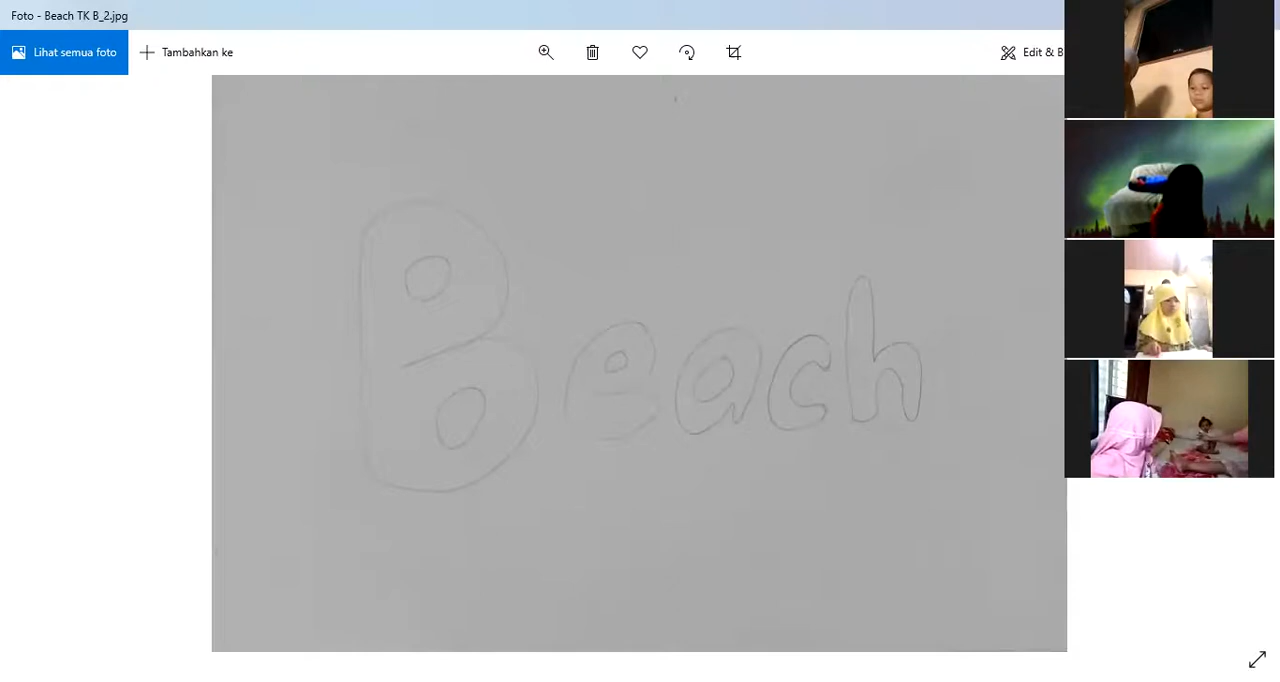 Foto - Beach TK B_2.jpg
Lihat semua foto
Tambahkan ke
Edit & B
Beach